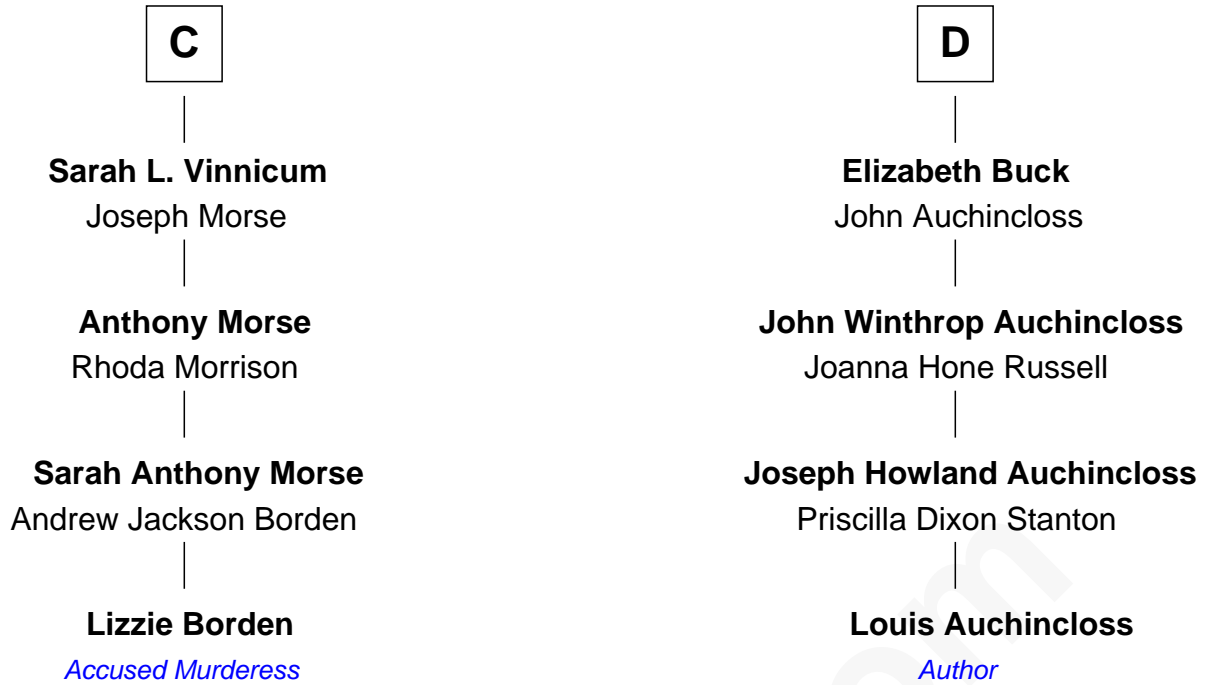 C
Sarah L. Vinnicum
Joseph Morse
Anthony Morse
Rhoda Morrison
Sarah Anthony Morse
Andrew Jackson Borden
Lizzie Borden
Accused Murderess
D
Elizabeth Buck
John Auchincloss
John Winthrop Auchincloss
Joanna Hone Russell
Joseph Howland Auchincloss
Priscilla Dixon Stanton
Louis Auchincloss
Author